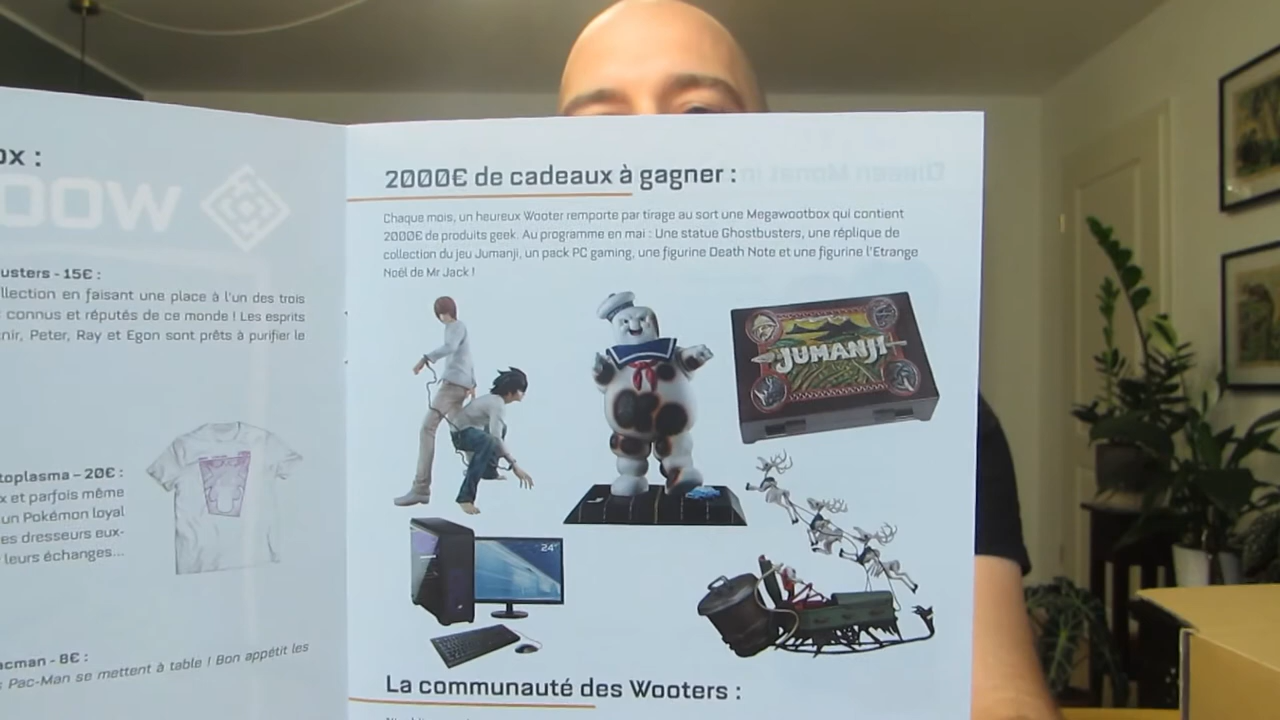 ox :
OOW
usters - 15€ :
llection en faisant une place à l'un des trois
connus et réputés de ce monde ! Les esprits
nir, Peter, Ray et Egon sont prêts à purifier le
toplasma - 20€ :
x et parfois même
un Pokémon loyal
es dresseurs eux-
leurs échanges...
acman - 8€ :
Pac-Man se mettent à table ! Bon appétit les
2000€ de cadeaux à gagner :
Chaque mois, un heureux Wooter remporte par tirage au sort une Megawootbox qui contient
2000€ de produits geek. Au programme en mai : Une statue Ghostbusters, une réplique de
collection du jeu Jumanji, un pack PC gaming, une figurine Death Note et une figurine l'Etrange
Noël de Mr Jack !
JUMANJI
24"
La communauté des Wooters :